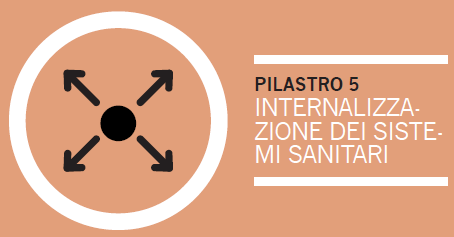 PILASTRO 5
INTERNALIZZA-
ZIONE DEI SISTE-
MI SANITARI